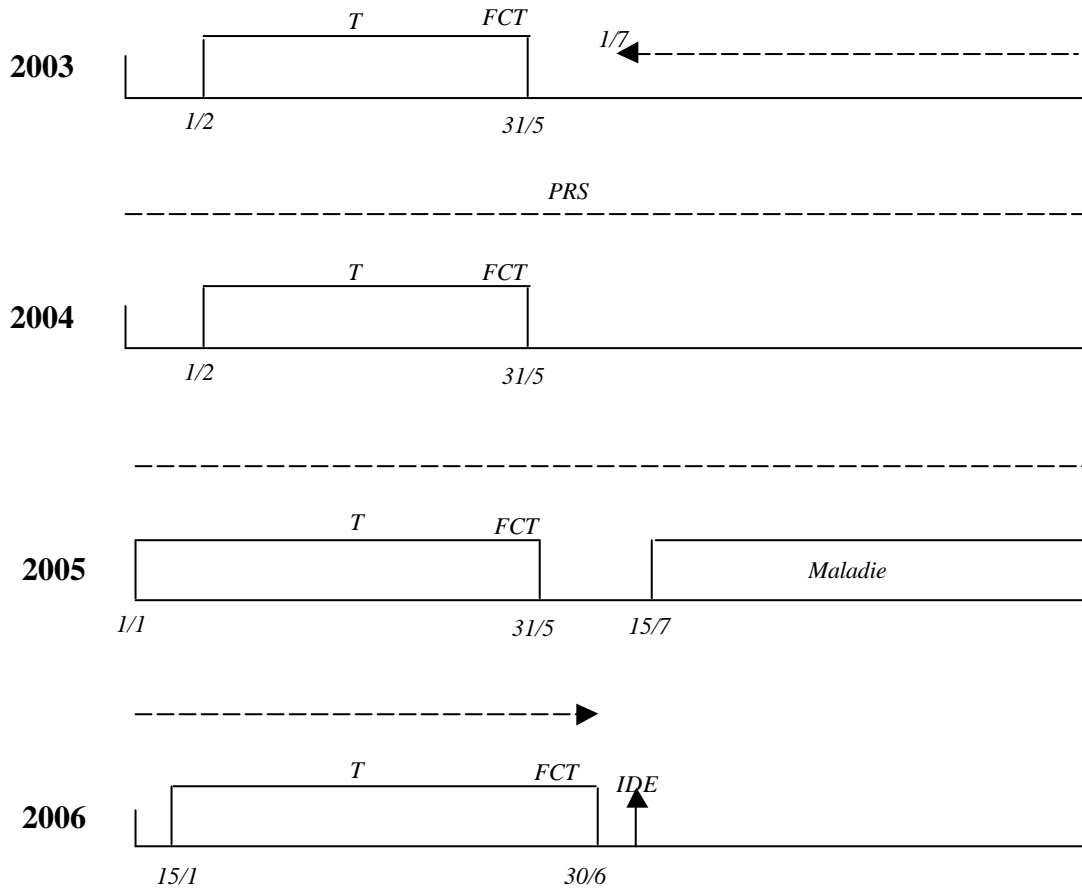 T FCT
1/7
2003
1/2 31/5
PRS
T FCT
2004
1/2 31/5
T FCT
2005 Maladie
1/1 31/5 15/7
T FCT IDE
2006
15/1 30/6